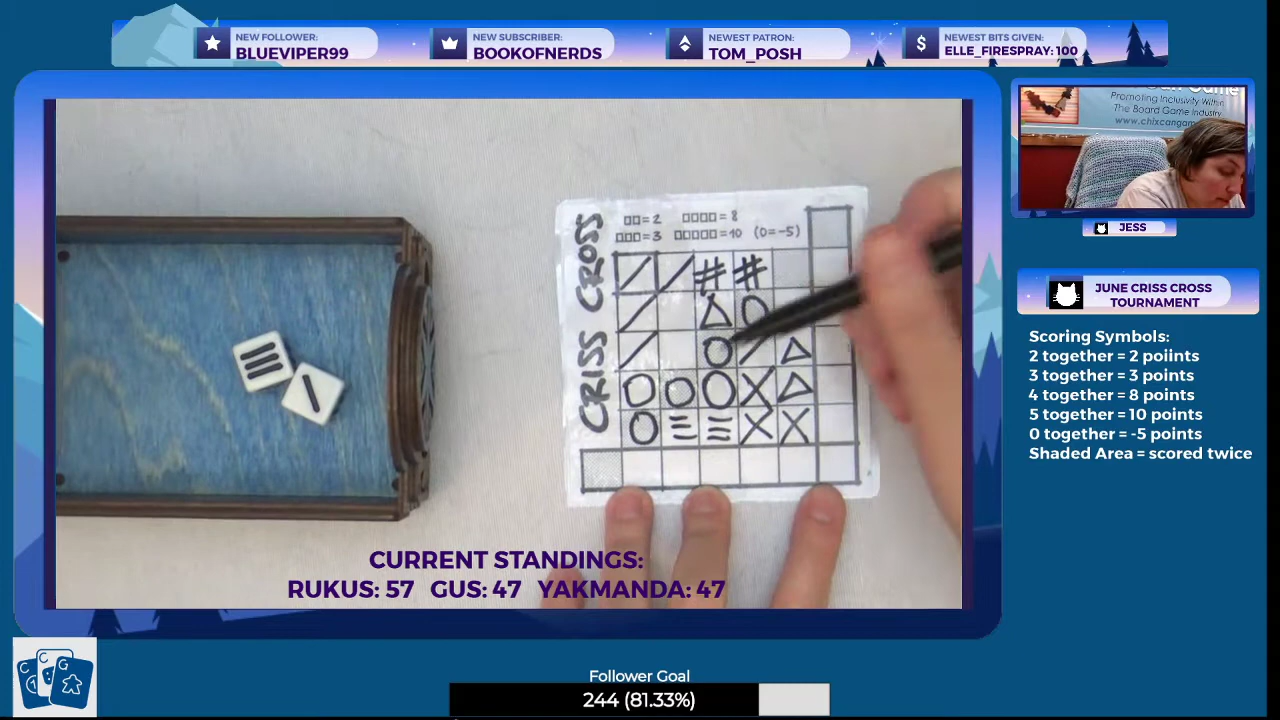 NEW FOLLOWER:
BLUEVIPER99
NEW SUBSCRIBER:
BOOKOFNERDS
NEWEST PATRON:
TOM_POSH
NEWEST BITS GIVEN:
ELLE_FIRESPRAY: 100
Promoting Inclusivity Within
The Board Game Industry
JESS
JUNE CRISS CROSS
TOURNAMENT
Scoring Symbols:
2 together = 2 poiints
3 together = 3 points
4 together = 8 points
5 together = 10 points
0 together = -5 points
Shaded Area = scored twice
CRISS CROSS
□□=2 □□□□=8
□□□=3 □□□□□=10 (0=-5)
CURRENT STANDINGS:
RUKUS: 57 GUS: 47 YAKMANDA: 47
C C G
Follower Goal
244 (81.33%)